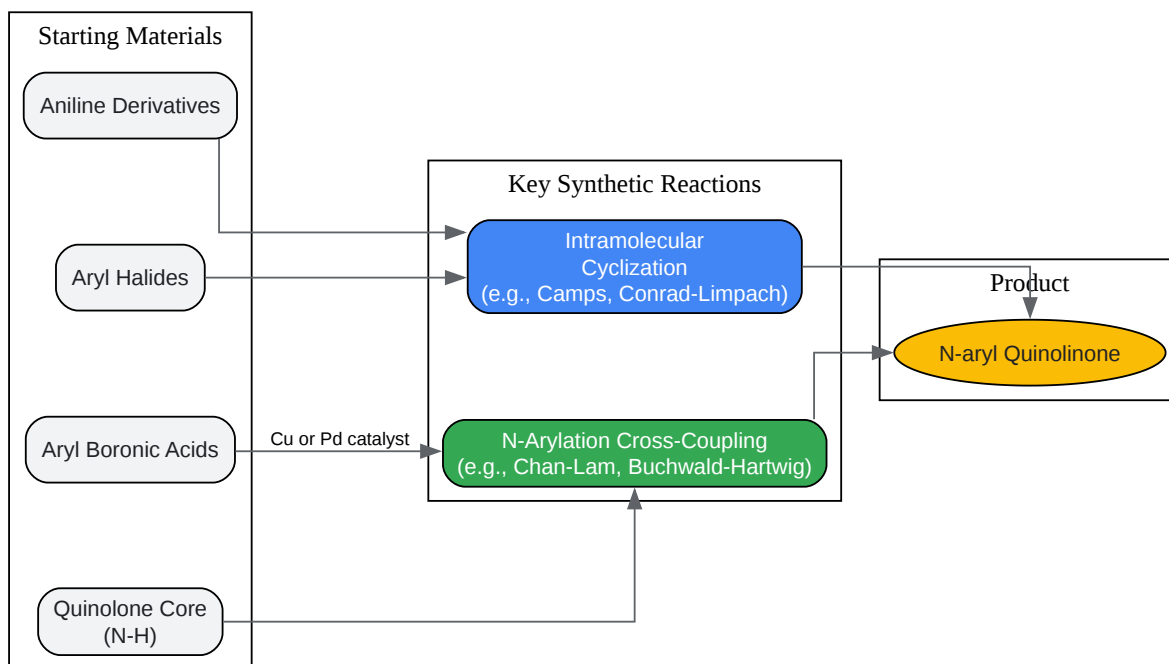 Starting Materials
Aniline Derivatives
Aryl Halides
Aryl Boronic Acids
Quinolone Core
(N-H)
Cu or Pd catalyst
Key Synthetic Reactions
Intramolecular
Cyclization
(e.g., Camps, Conrad-Limpach)
N-Arylation Cross-Coupling
(e.g., Chan-Lam, Buchwald-Hartwig)
Product
N-aryl Quinolinone